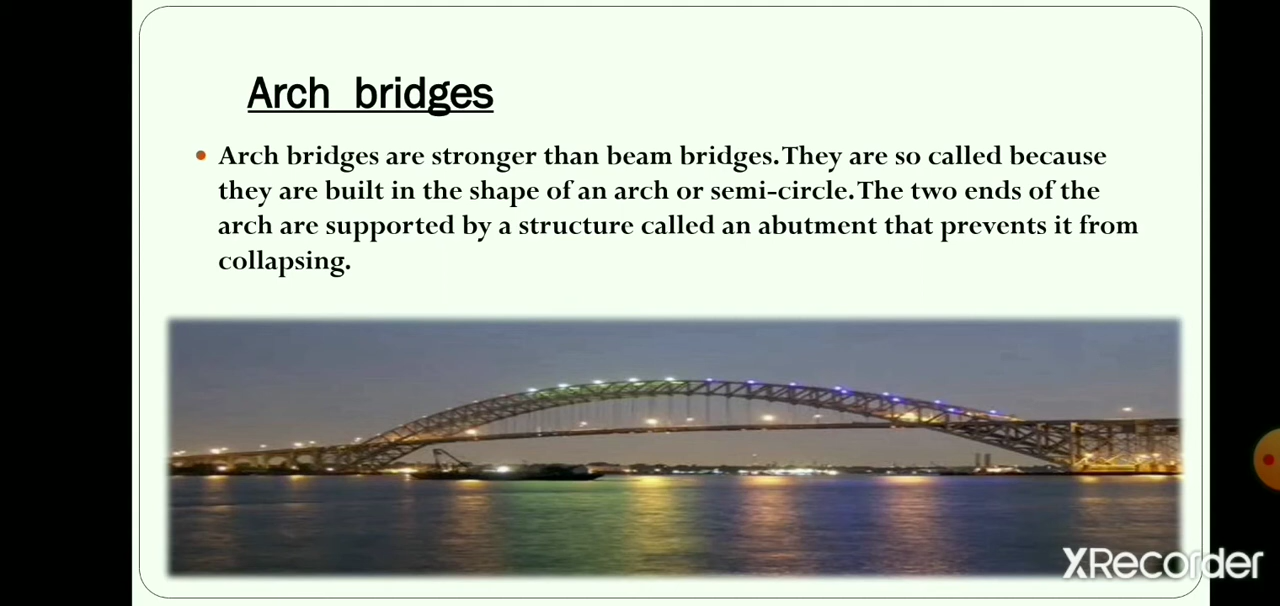 Arch bridges
Arch bridges are stronger than beam bridges.They are so called because
they are built in the shape of an arch or semi-circle.The two ends of the
arch are supported by a structure called an abutment that prevents it from
collapsing.
XRecorder